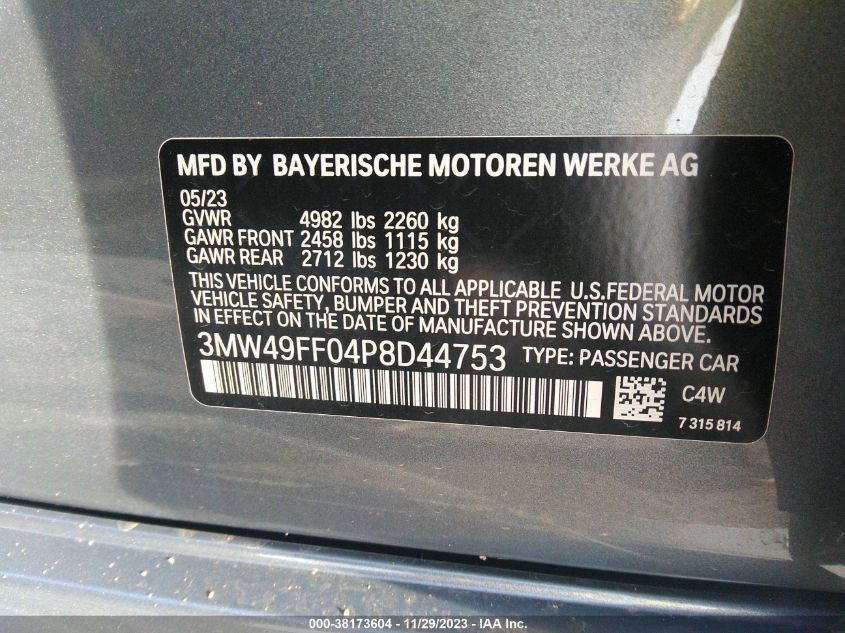 MFD BY BAYERISCHE MOTOREN WERKE AG
05/23
GVWR 4982 lbs 2260 kg
GAWR FRONT 2458 lbs 1115 kg
GAWR REAR 2712 lbs 1230 kg
THIS VEHICLE CONFORMS TO ALL APPLICABLE U.S.FEDERAL MOTOR
VEHICLE SAFETY, BUMPER AND THEFT PREVENTION STANDARDS
IN EFFECT ON THE DATE OF MANUFACTURE SHOWN ABOVE.
3MW49FF04P8D44753 TYPE: PASSENGER CAR
C4W
7 315 814
000-38173604 - 11/29/2023 - IAA Inc.